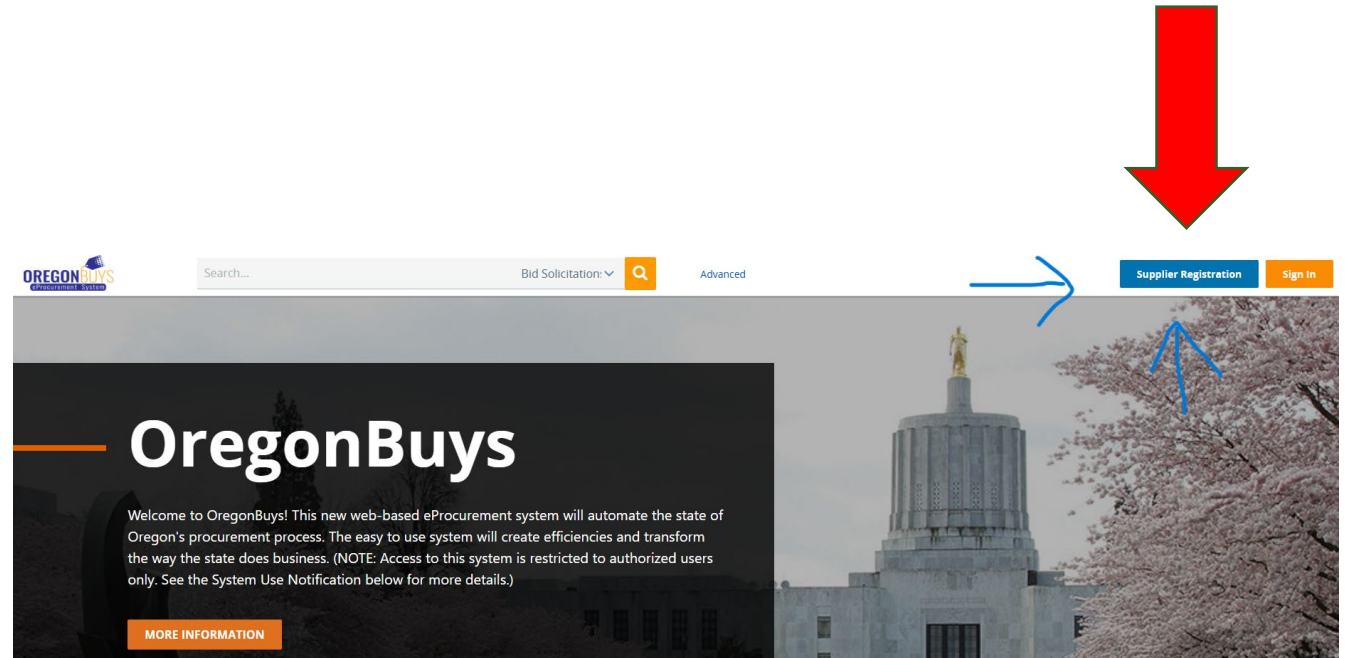 OREGONBUYS
eProcurement System
Search...
Bid Solicitation:
Advanced
Supplier Registration
Sign In
OregonBuys
Welcome to OregonBuys! This new web-based eProcurement system will automate the state of
Oregon's procurement process. The easy to use system will create efficiencies and transform
the way the state does business. (NOTE: Access to this system is restricted to authorized users
only. See the System Use Notification below for more details.)
MORE INFORMATION